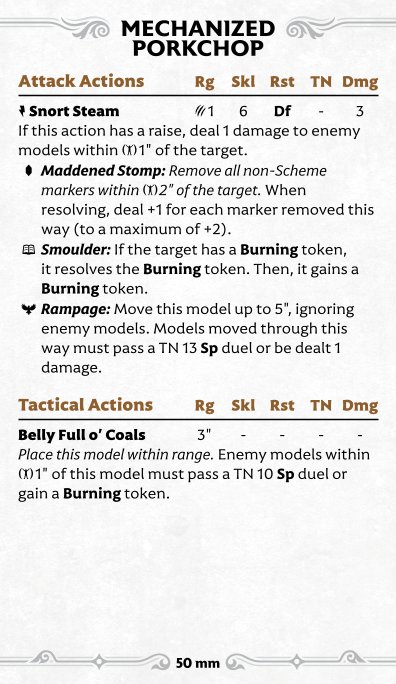 MECHANIZED
PORKCHOP
Attack Actions Rg Skl Rst TN Dmg
Snort Steam 1 6 Df - 3
If this action has a raise, deal 1 damage to enemy
models within 1" of the target.
Maddened Stomp: Remove all non-Scheme
markers within 2" of the target. When
resolving, deal +1 for each marker removed this
way (to a maximum of +2).
Smoulder: If the target has a Burning token,
it resolves the Burning token. Then, it gains a
Burning token.
Rampage: Move this model up to 5", ignoring
enemy models. Models moved through this
way must pass a TN 13 Sp duel or be dealt 1
damage.
Tactical Actions Rg Skl Rst TN Dmg
Belly Full o’ Coals 3" - - - -
Place this model within range. Enemy models within
1" of this model must pass a TN 10 Sp duel or
gain a Burning token.
50 mm